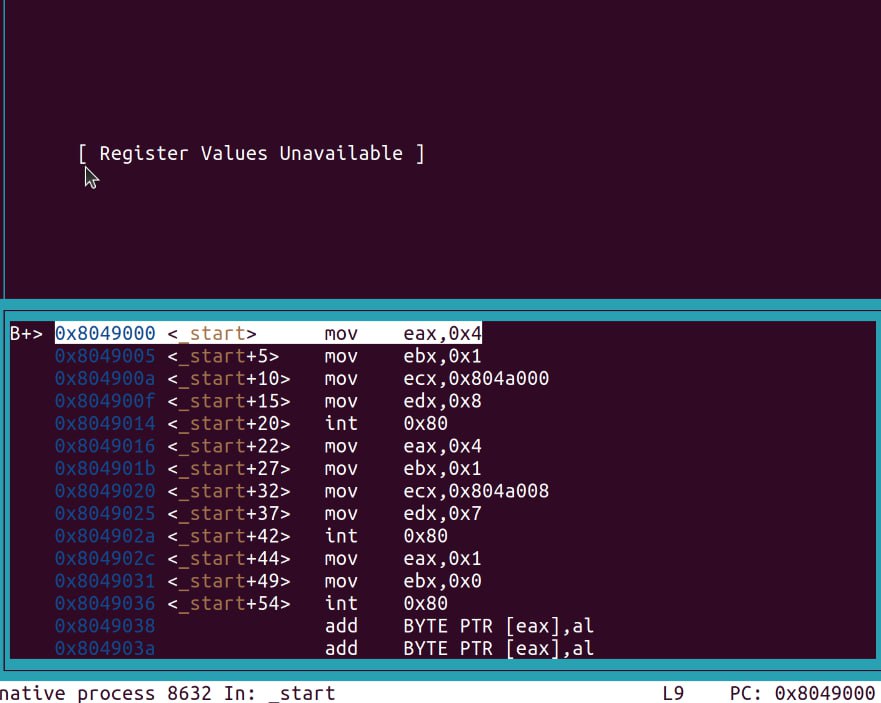 [ Register Values Unavailable ]
B+> 0x8049000 <_start> mov eax,0x4
0x8049005 <_start+5> mov ebx,0x1
0x804900a <_start+10> mov ecx,0x804a000
0x804900f <_start+15> mov edx,0x8
0x8049014 <_start+20> int 0x80
0x8049016 <_start+22> mov eax,0x4
0x804901b <_start+27> mov ebx,0x1
0x8049020 <_start+32> mov ecx,0x804a008
0x8049025 <_start+37> mov edx,0x7
0x804902a <_start+42> int 0x80
0x804902c <_start+44> mov eax,0x1
0x8049031 <_start+49> mov ebx,0x0
0x8049036 <_start+54> int 0x80
0x8049038 add BYTE PTR [eax],al
0x804903a add BYTE PTR [eax],al
native process 8632 In: _start L9 PC: 0x8049000